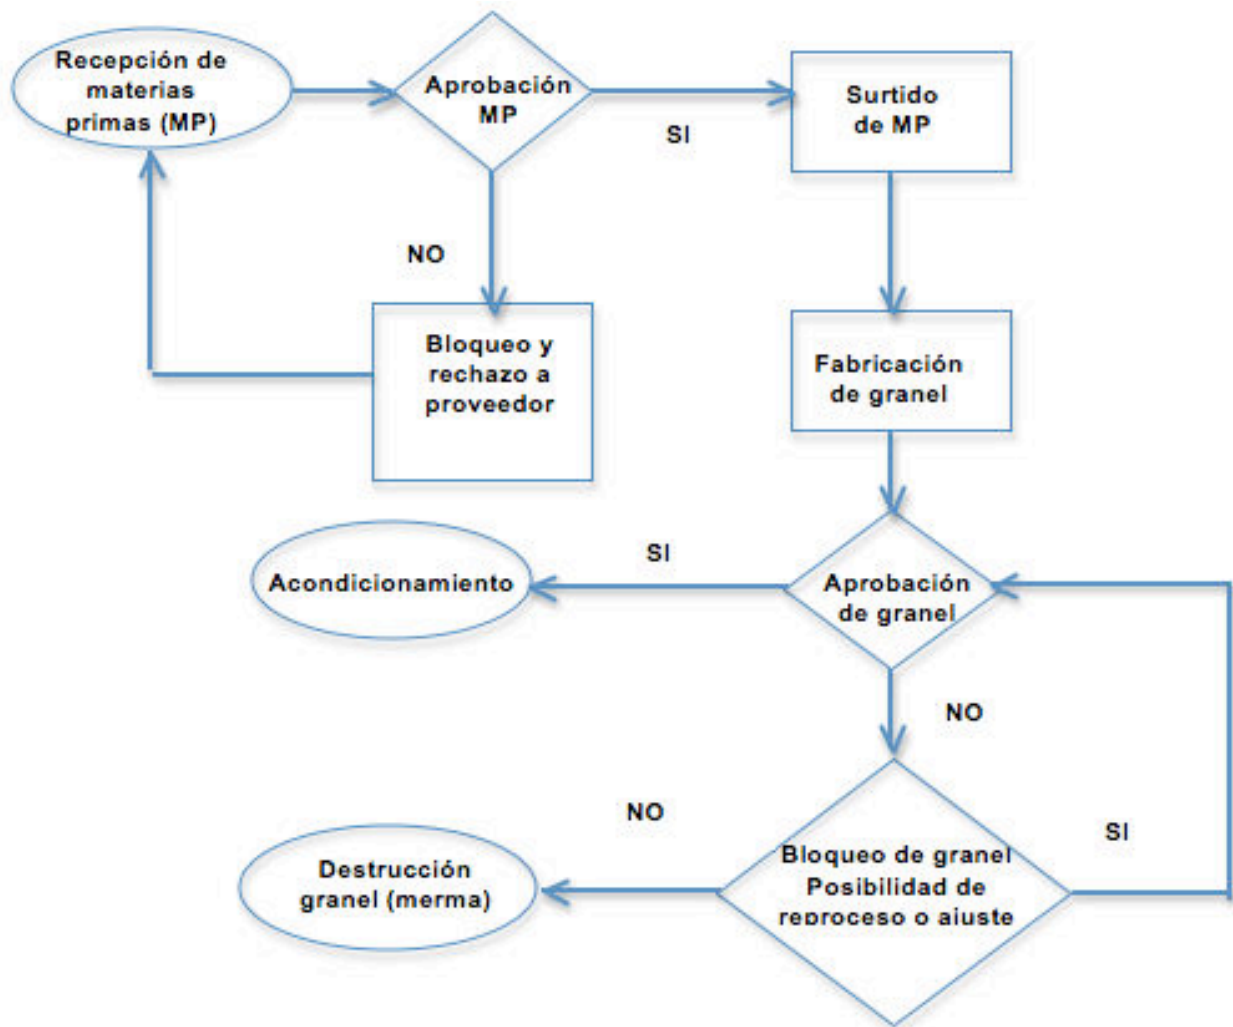 Recepción de
materias
primas (MP)
Aprobación
MP
SI
Surtido
de MP
NO
Bloqueo y
rechazo a
proveedor
Fabricación
de granel
Acondicionamiento
SI
Aprobación
de granel
NO
NO
SI
Destrucción
granel (merma)
Bloqueo de granel
Posibilidad de
reproceso o ajuste